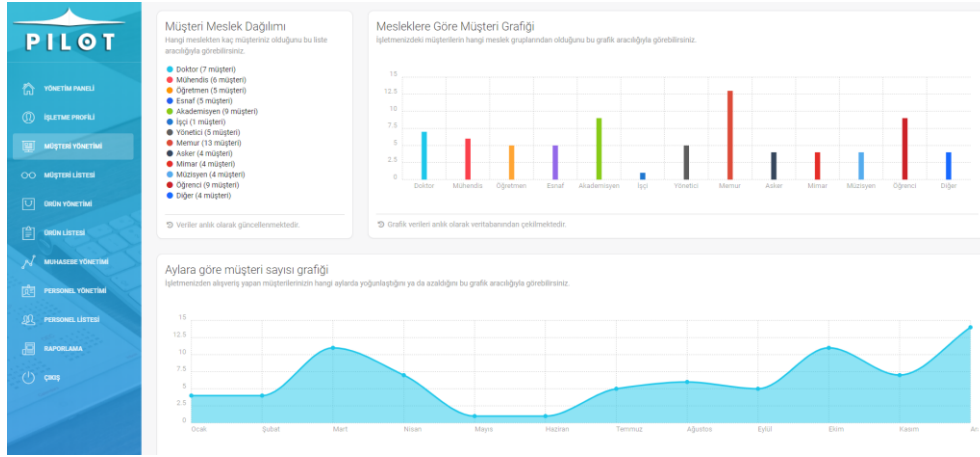 PILOT
YÖNETİM PANELİ
İŞLETME PROFİLİ
MÜŞTERİ YÖNETİMİ
MÜŞTERİ LİSTESİ
ÜRÜN YÖNETİMİ
ÜRÜN LİSTESİ
MUHASEBE YÖNETİMİ
PERSONEL YÖNETİMİ
PERSONEL LİSTESİ
RAPORLAMA
ÇIKIŞ
Müşteri Meslek Dağılımı
Hangi meslekten kaç müşteriniz olduğunu bu liste
aracılığıyla görebilirsiniz.
Doktor (7 müşteri)
Mühendis (6 müşteri)
Öğretmen (5 müşteri)
Esnaf (5 müşteri)
Akademisyen (9 müşteri)
İşçi (1 müşteri)
Yönetici (5 müşteri)
Memur (13 müşteri)
Asker (4 müşteri)
Mimar (4 müşteri)
Müzisyen (4 müşteri)
Öğrenci (9 müşteri)
Diğer (4 müşteri)
Veriler anlık olarak güncellenmektedir.
Mesleklere Göre Müşteri Grafiği
İşletmenizdeki müşterilerin hangi meslek gruplarından olduğunu bu grafik aracılığıyla görebilirsiniz.
15
12.5
10
7.5
5
2.5
0
Doktor Mühendis Öğretmen Esnaf Akademisyen İşçi Yönetici Memur Asker Mimar Müzisyen Öğrenci Diğer
Grafik verileri anlık olarak veritabanından çekilmektedir.
Aylara göre müşteri sayısı grafiği
İşletmenizden alışveriş yapan müşterilerinizin hangi aylarda yoğunlaştığını ya da azaldığını bu grafik aracılığıyla görebilirsiniz.
15
12.5
10
7.5
5
2.5
0
Ocak Şubat Mart Nisan Mayıs Haziran Temmuz Ağustos Eylül Ekim Kasım Ar